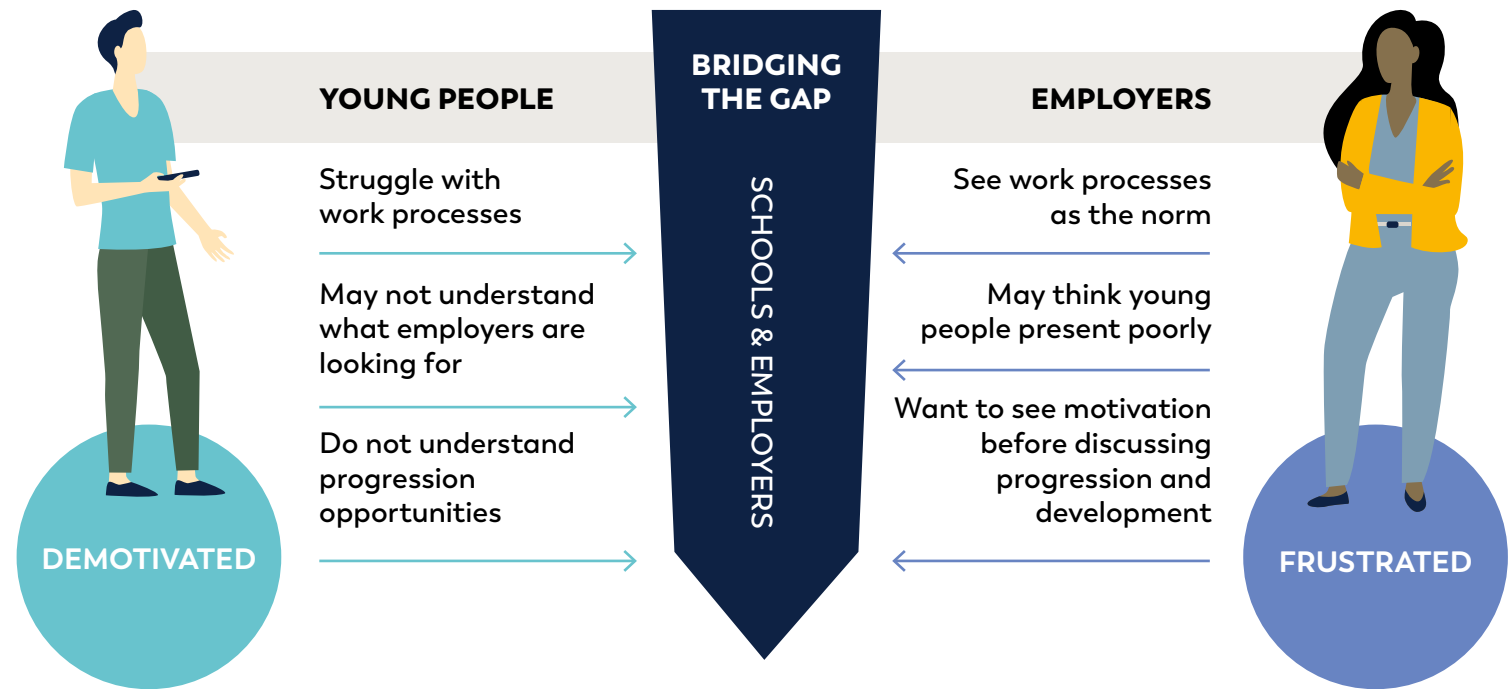 YOUNG PEOPLE
Struggle with
work processes
May not understand
what employers are
looking for
Do not understand
progression
opportunities
DEMOTIVATED
BRIDGING
THE GAP
SCHOOLS & EMPLOYERS
EMPLOYERS
See work processes
as the norm
May think young
people present poorly
Want to see motivation
before discussing
progression and
development
FRUSTRATED